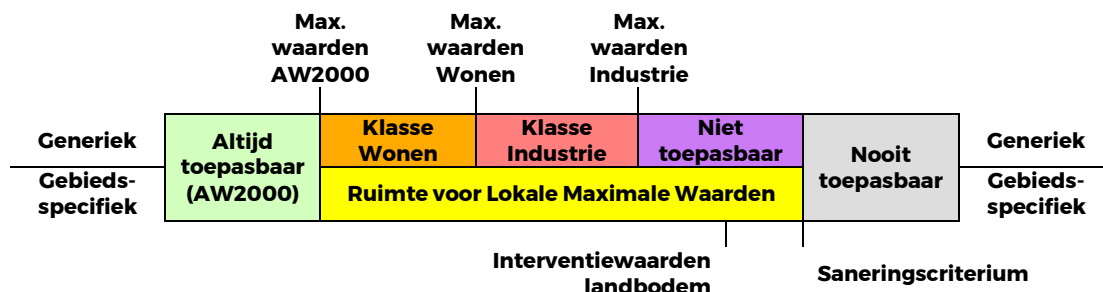 Max.
waarden
AW2000
Max.
waarden
Wonen
Max.
waarden
Industrie
Generiek
Gebieds-
specifiek
Altijd
toepasbaar
(AW2000)
Klasse
Wonen
Klasse
Industrie
Niet
toepasbaar
Ruimte voor Lokale Maximale Waarden
Nooit
toepasbaar
Generiek
Gebieds-
specifiek
Interventiewaarden
landbodem
Saneringscriterium